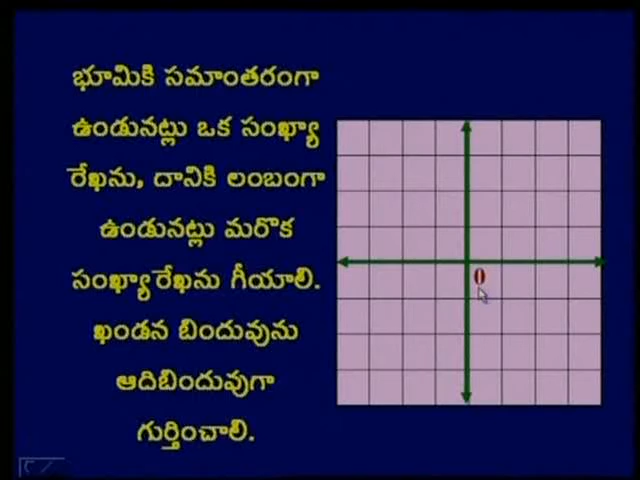 భూమికి సమాంతరంగా
ఉండునట్లు ఒక సంఖ్యా
రేఖను, దానికి లంబంగా
ఉండునట్లు మరొక
సంఖ్యారేఖను గీయాలి.
ఖండన బిందువును
ఆదిబిందువుగా
గుర్తించాలి.
0